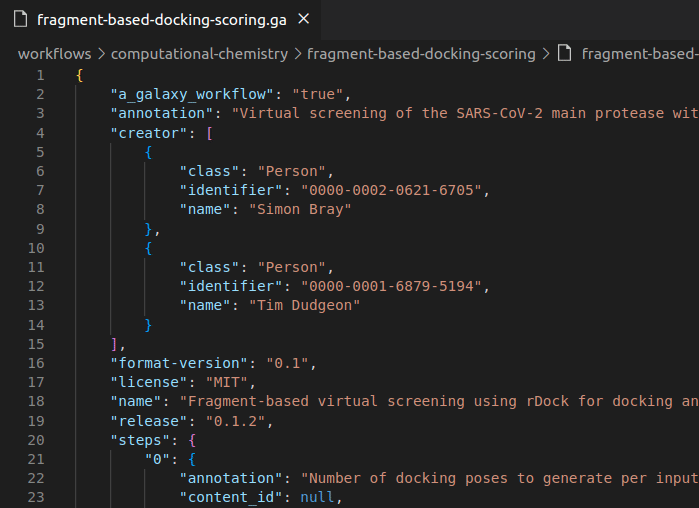 fragment-based-docking-scoring.ga
workflows > computational-chemistry > fragment-based-docking-scoring > fragment-based-
1 {
2 "a_galaxy_workflow": "true",
3 "annotation": "Virtual screening of the SARS-CoV-2 main protease wit
4 "creator": [
5 {
6 "class": "Person",
7 "identifier": "0000-0002-0621-6705",
8 "name": "Simon Bray"
9 },
10 {
11 "class": "Person",
12 "identifier": "0000-0001-6879-5194",
13 "name": "Tim Dudgeon"
14 }
15 ],
16 "format-version": "0.1",
17 "license": "MIT",
18 "name": "Fragment-based virtual screening using rDock for docking an
19 "release": "0.1.2",
20 "steps": {
21 "0": {
22 "annotation": "Number of docking poses to generate per input
23 "content_id": null,